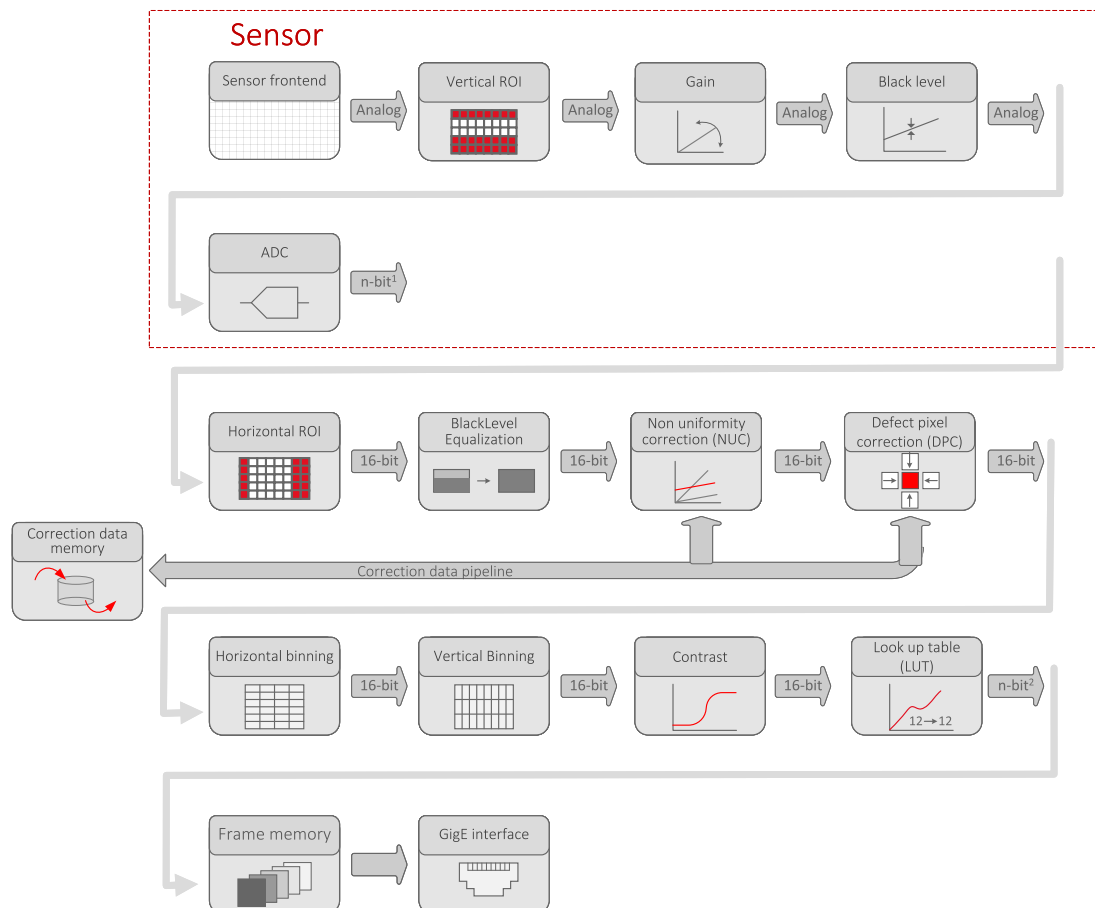 Sensor
Sensor frontend
Analog
Vertical ROI
Analog
Gain
Analog
Black level
Analog
ADC
n-bit¹
Horizontal ROI
16-bit
BlackLevel
Equalization
16-bit
Non uniformity
correction (NUC)
16-bit
Defect pixel
correction (DPC)
16-bit
Correction data
memory
Correction data pipeline
Horizontal binning
16-bit
Vertical Binning
16-bit
Contrast
16-bit
Look up table
(LUT)
12→12
n-bit²
Frame memory
GigE interface